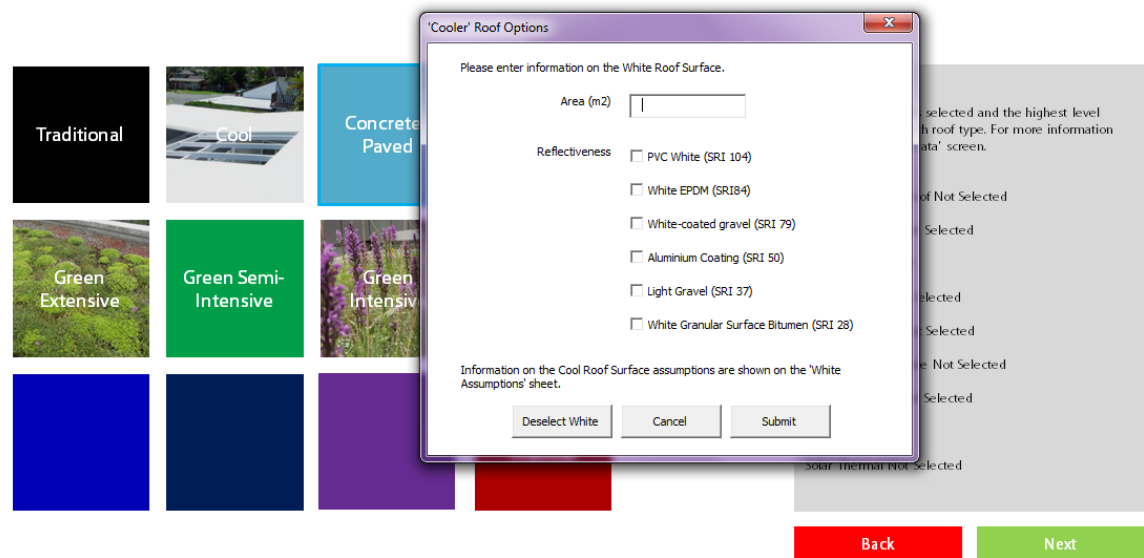 'Cooler' Roof Options
Please enter information on the White Roof Surface.
Area (m2)
Reflectiveness
PVC White (SRI 104)
White EPDM (SRI84)
White-coated gravel (SRI 79)
Aluminium Coating (SRI 50)
Light Gravel (SRI 37)
White Granular Surface Bitumen (SRI 28)
Information on the Cool Roof Surface assumptions are shown on the 'White
Assumptions' sheet.
Deselect White
Cancel
Submit
Traditional
Cool
Concrete
Paved
Green
Extensive
Green Semi-
Intensive
Green
selected and the highest level
roof type. For more information
screen.
Not Selected
Selected
Selected
Not Selected
Selected
Solar Thermal Not Selected
Back
Next